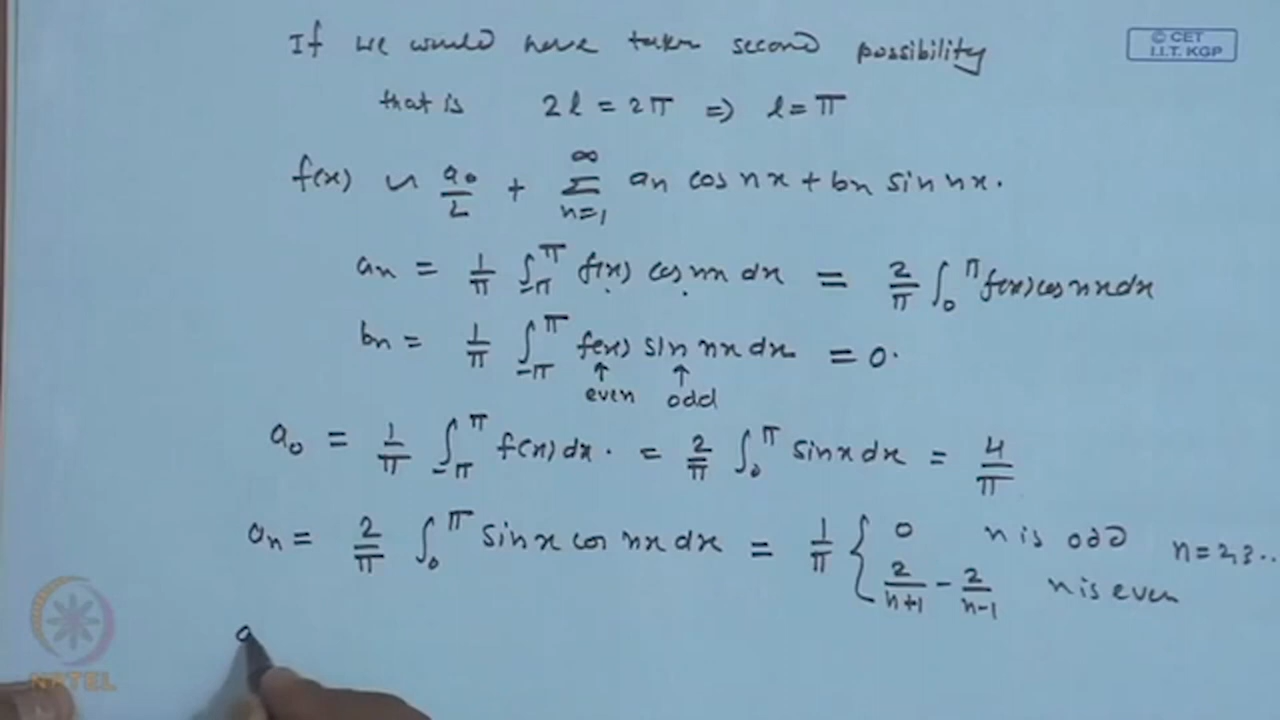 © CET
I.I.T. KGP
If we would have taken second possibility
that is 2l = 2π ⇒ l = π
f(x) ∽ a0/2 + ∑_{n=1}^{∞} an cos nx + bn sin nx.
an = 1/π ∫_{-π}^{π} f(x) cos nx dx = 2/π ∫_0^π f(x) cos nx dx
bn = 1/π ∫_{-π}^{π} f(x) sin nx dx = 0.
↑ ↑
even odd
a0 = 1/π ∫_{-π}^{π} f(x) dx. = 2/π ∫_0^π sin x dx = 4/π
an = 2/π ∫_0^π sin x cos nx dx = 1/π { 0 n is odd n = 2,3..
2/(n+1) - 2/(n-1) n is even
a
NPTEL